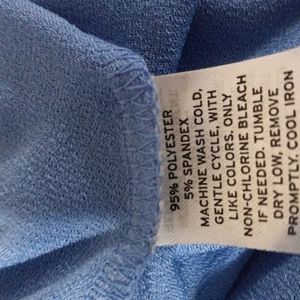 95% POLYESTER
5% SPANDEX
MACHINE WASH COLD,
GENTLE CYCLE, WITH
LIKE COLORS. ONLY
NON-CHLORINE BLEACH
IF NEEDED. TUMBLE
DRY LOW, REMOVE
PROMPTLY, COOL IRON